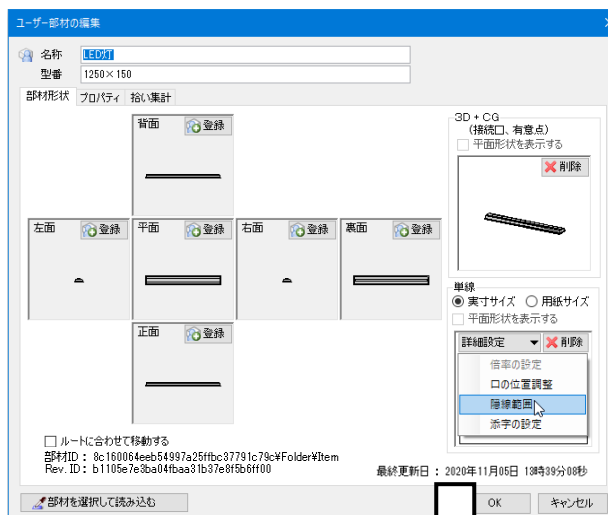 ユーザー部材の編集
名称 LED灯
型番 1250×150
部材形状 プロパティ 拾い集計
背面 登録
左面 登録 平面 登録 右面 登録 裏面 登録
正面 登録
3D+CG
(接続口、有意点)
平面形状を表示する
削除
単線
実寸サイズ 用紙サイズ
平面形状を表示する
詳細設定 削除
倍率の設定
口の位置調整
隠線範囲
添字の設定
ルートに合わせて移動する
部材ID: 8c160064eeb54997a25ffbc37791c79c¥Folder¥Item
Rev. ID: b1105e7e3ba04fbaa31b37e8f5b6ff00
最終更新日: 2020年11月05日 13時39分08秒
部材を選択して読み込む OK キャンセル